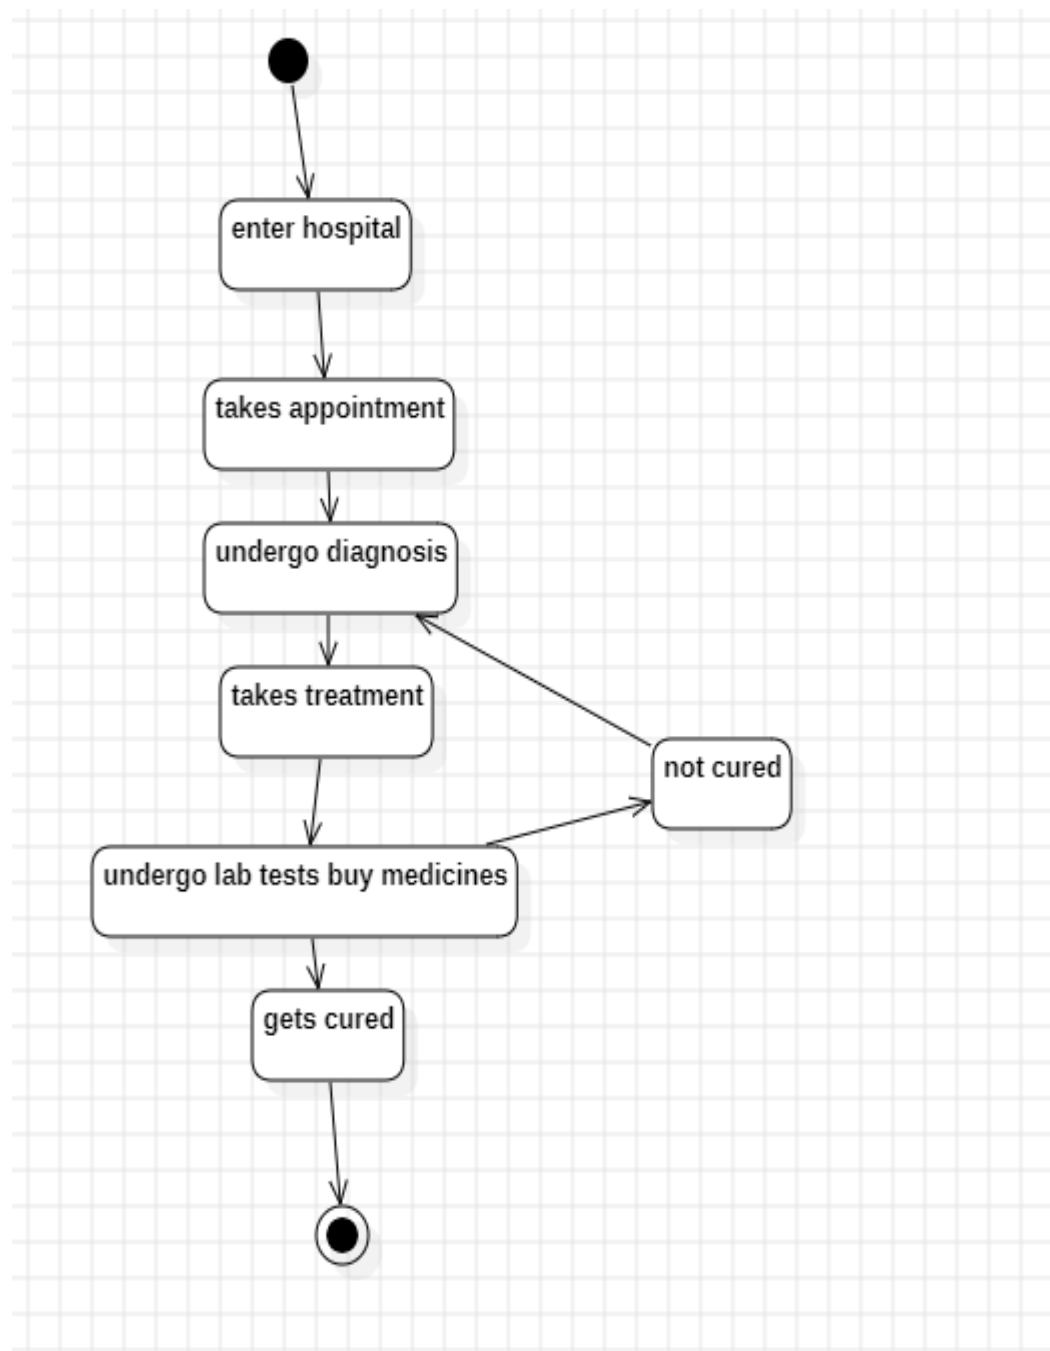 enter hospital
takes appointment
undergo diagnosis
takes treatment
not cured
undergo lab tests buy medicines
gets cured